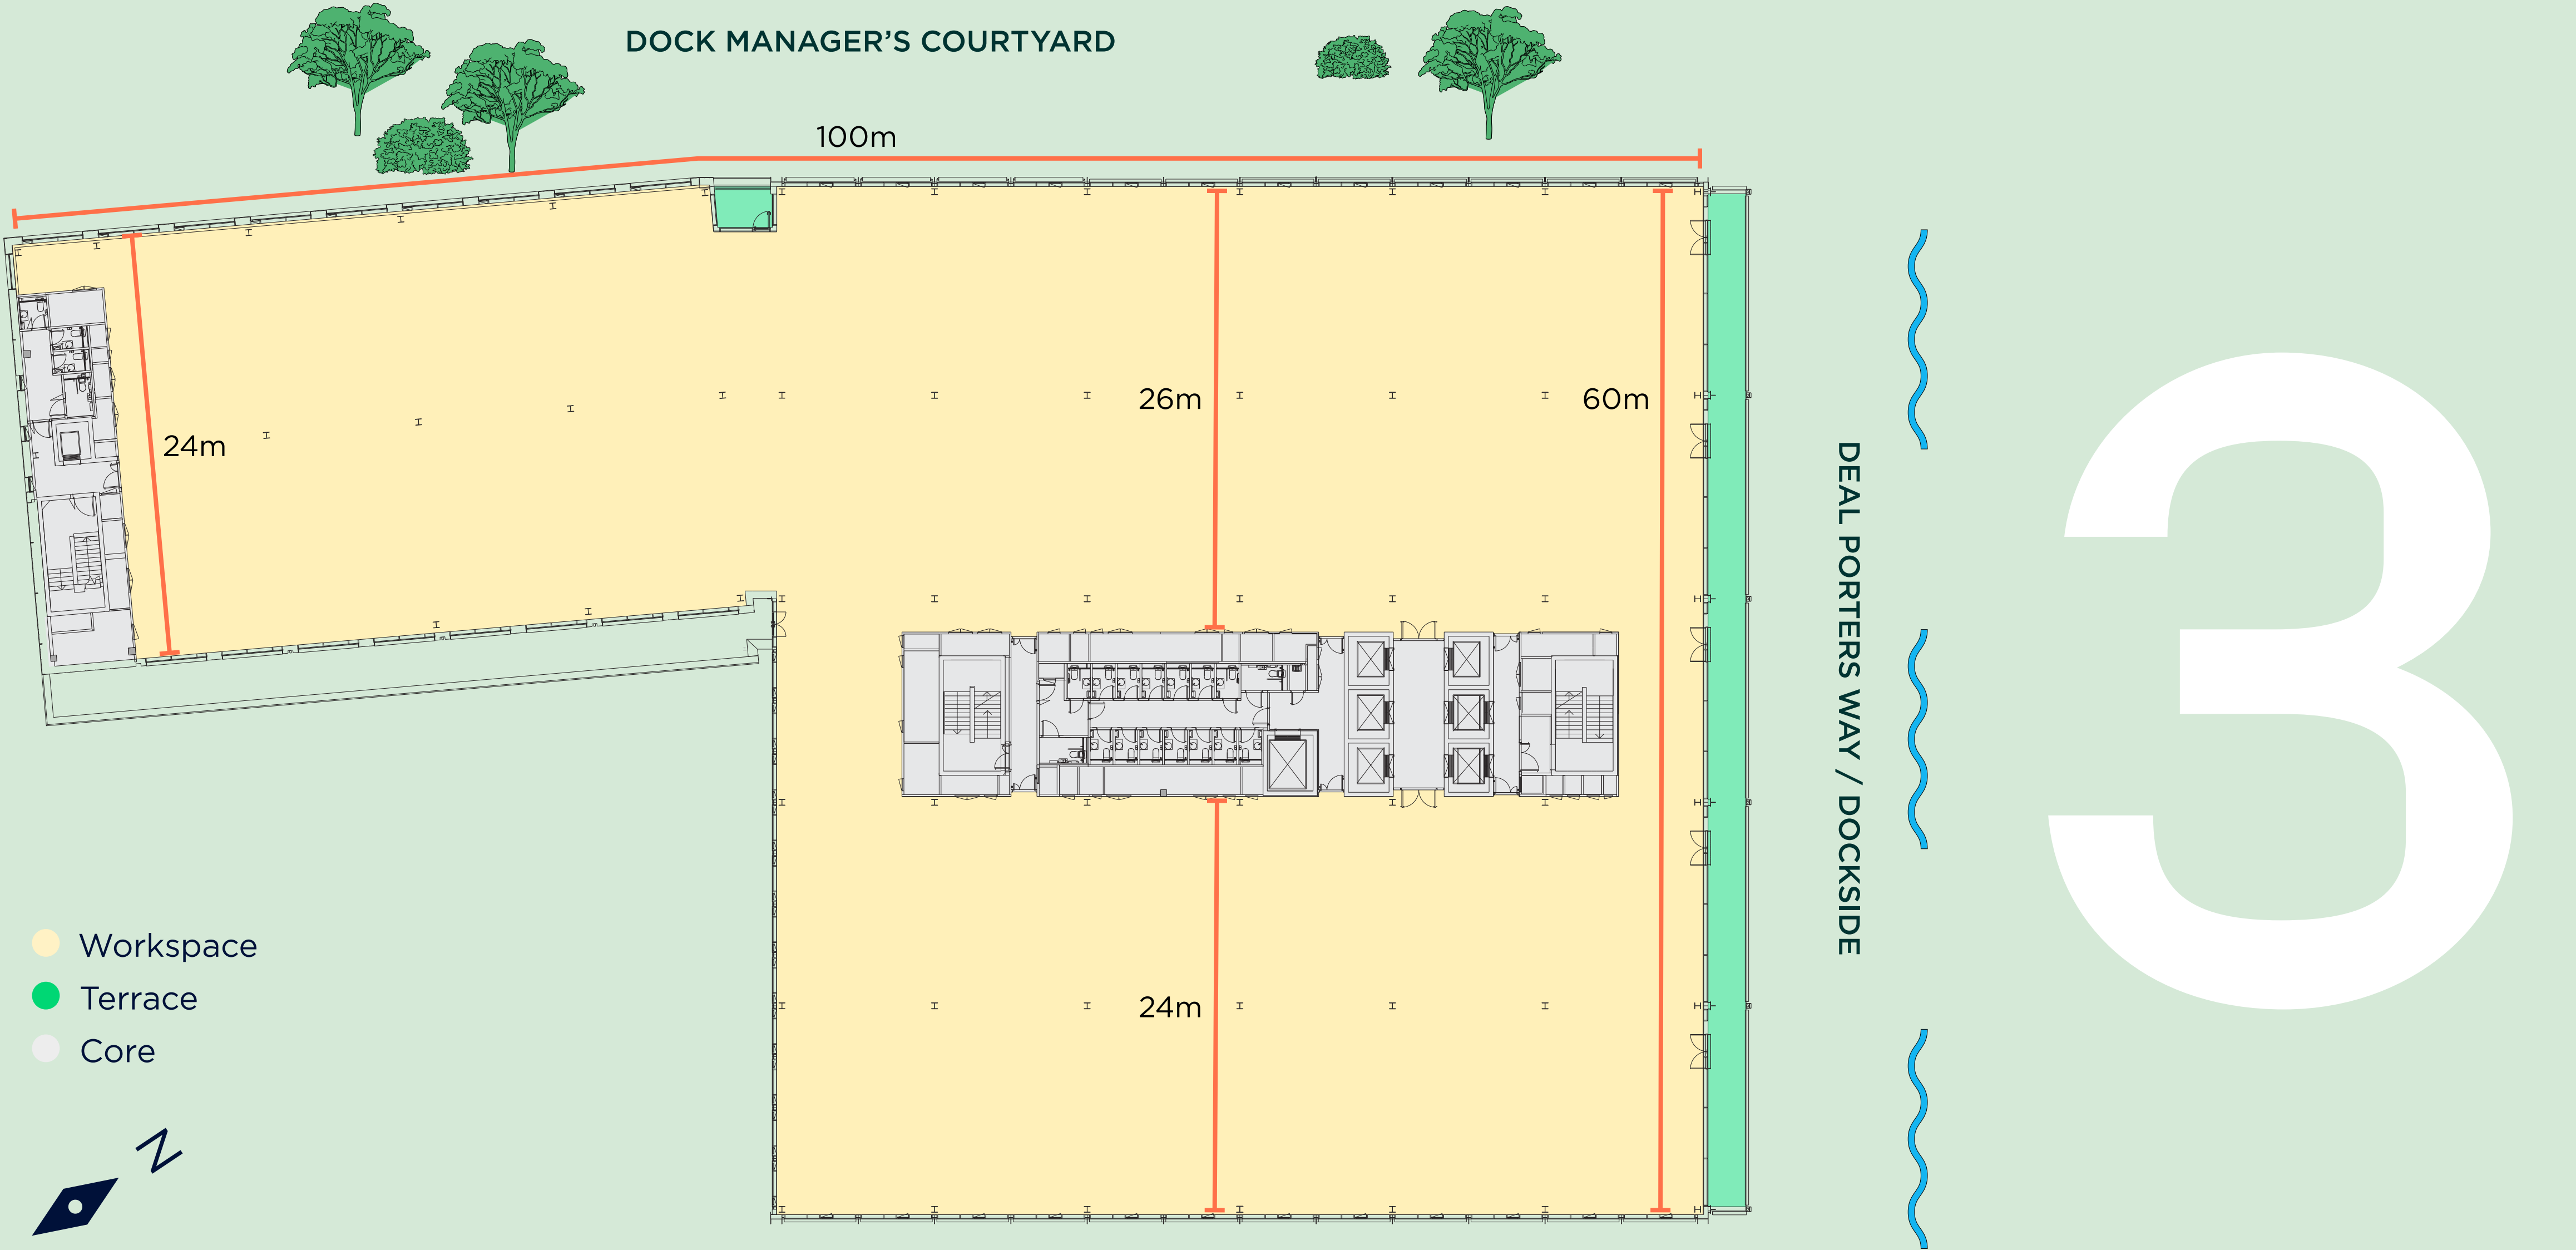 DOCK MANAGER’S COURTYARD
100m
24m
26m
60m
24m
DEAL PORTERS WAY / DOCKSIDE
3
Workspace
Terrace
Core
N